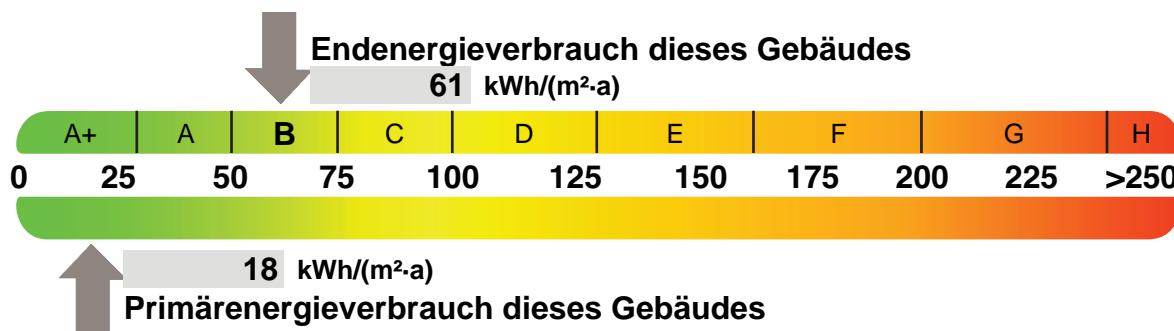 Endenergieverbrauch dieses Gebäudes
61 kWh/(m²·a)
A+ A B C D E F G H
0 25 50 75 100 125 150 175 200 225 >250
18 kWh/(m²·a)
Primärenergieverbrauch dieses Gebäudes